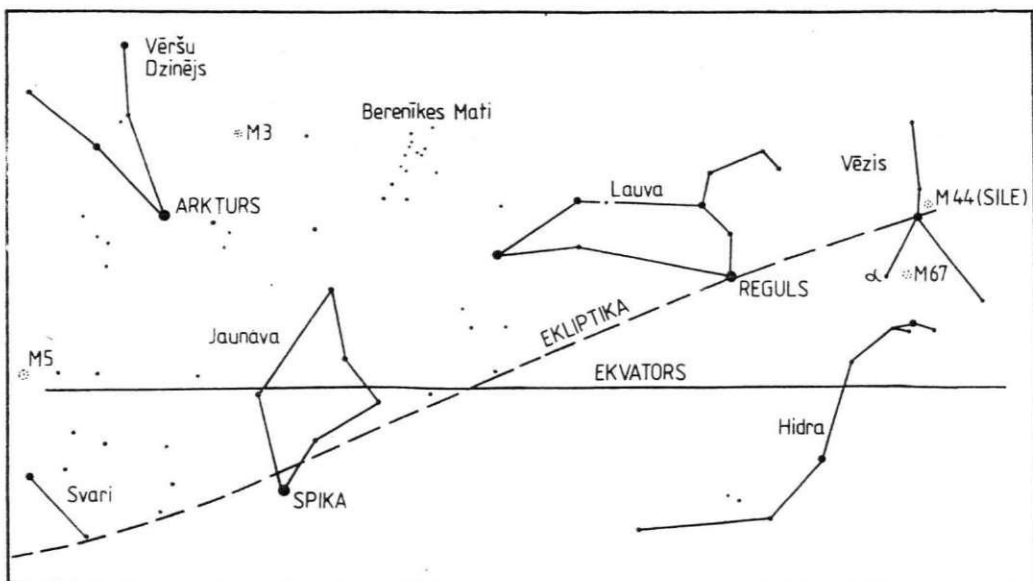 Vēršu
Dzinējs
Berenīkes Mati
M3
Vēzis
Lauva
M44 (SILE)
ARKTURS
α
M67
REGULS
EKLIPTIKA
Jaunava
M5
EKVATORS
Hidra
Svari
SPIKA